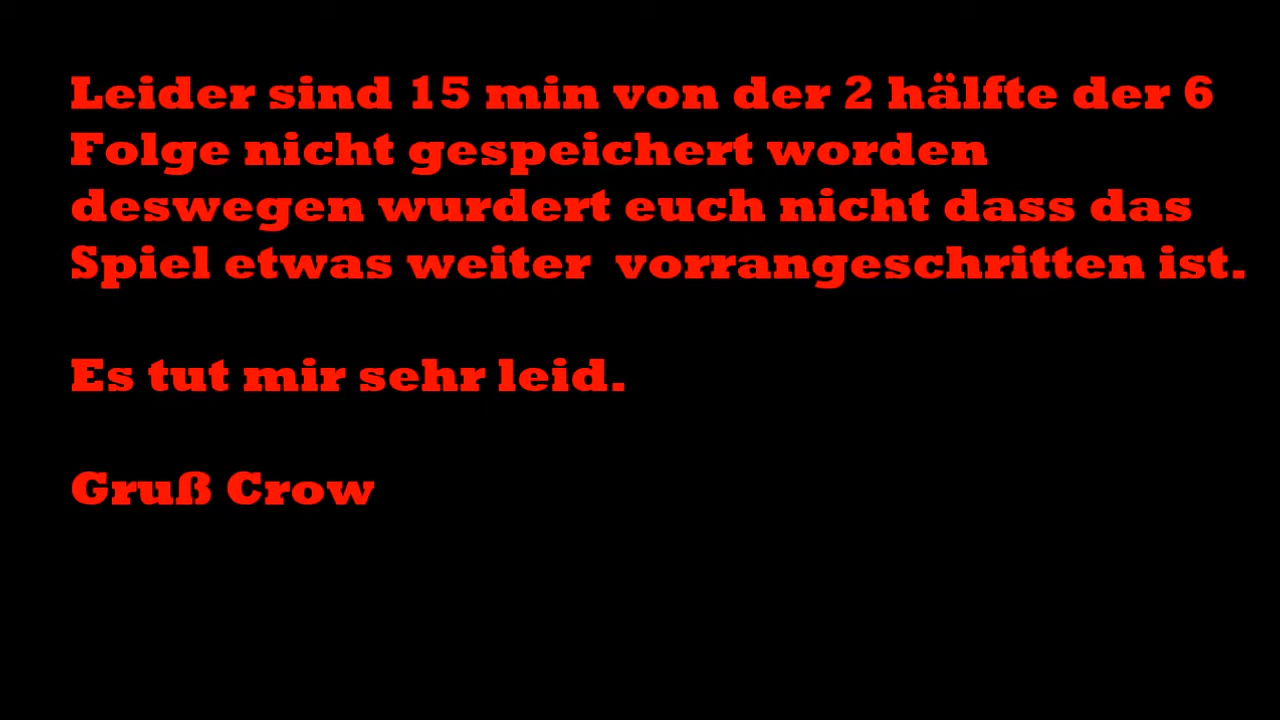 Leider sind 15 min von der 2 hälfte der 6
Folge nicht gespeichert worden
deswegen wurdert euch nicht dass das
Spiel etwas weiter  vorrangeschritten ist.
Es tut mir sehr leid.
Gruß Crow